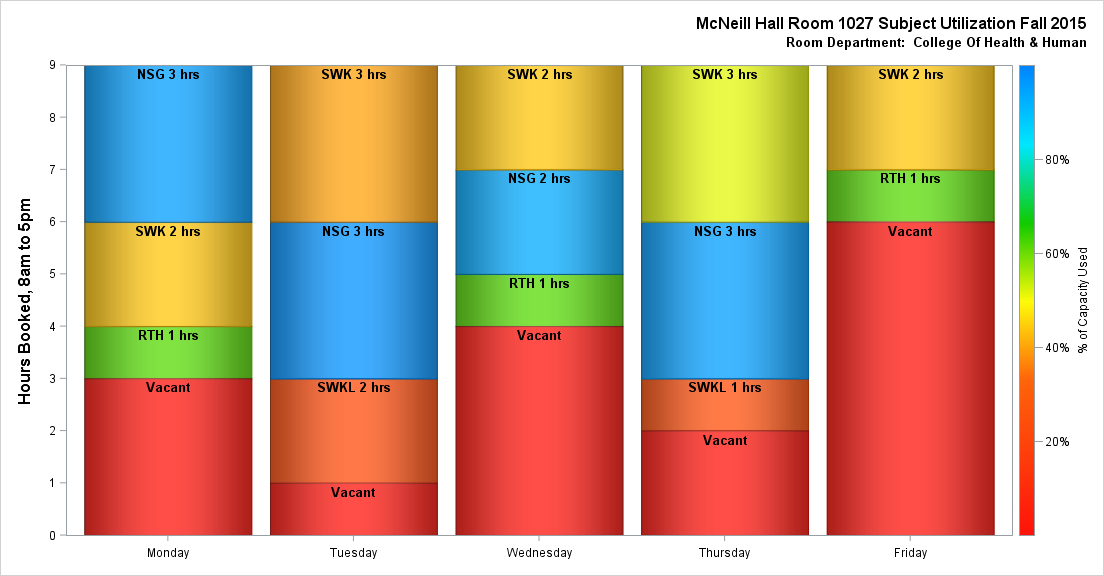 McNeill Hall Room 1027 Subject Utilization Fall 2015
Room Department:  College Of Health & Human
Hours Booked, 8am to 5pm
9
8
7
6
5
4
3
2
1
0
NSG 3 hrs
SWK 2 hrs
RTH 1 hrs
Vacant
SWK 3 hrs
NSG 3 hrs
SWKL 2 hrs
Vacant
SWK 2 hrs
NSG 2 hrs
RTH 1 hrs
Vacant
SWK 3 hrs
NSG 3 hrs
SWKL 1 hrs
Vacant
SWK 2 hrs
RTH 1 hrs
Vacant
Monday
Tuesday
Wednesday
Thursday
Friday
80%
60%
40%
20%
% of Capacity Used